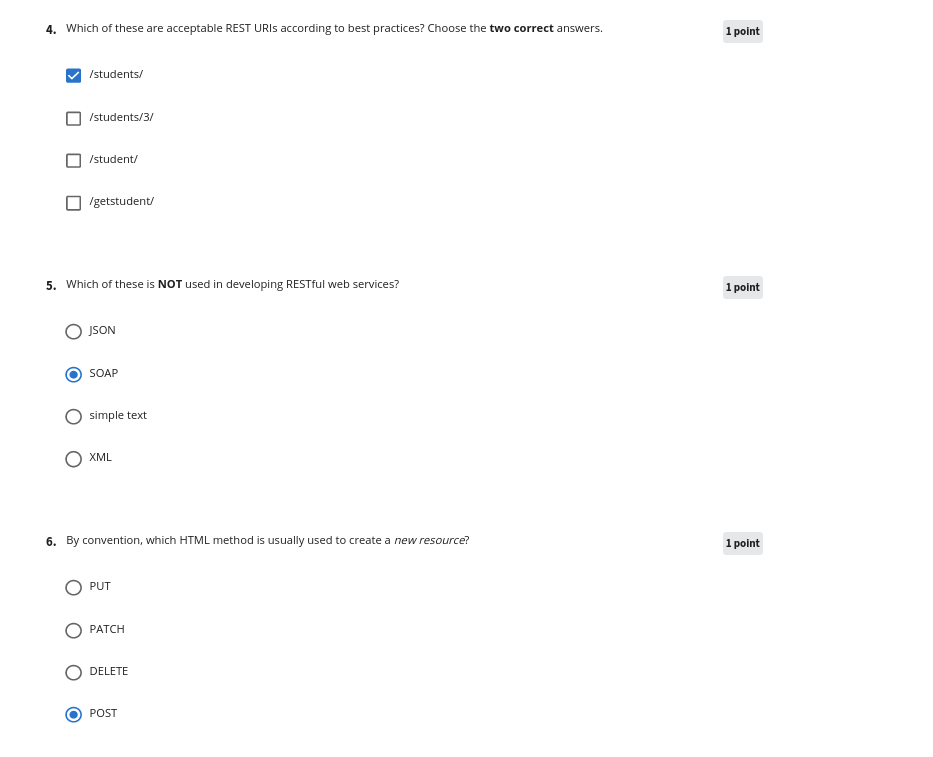 4. Which of these are acceptable REST URIs according to best practices? Choose the two correct answers.
1 point
/students/
/students/3/
/student/
/getstudent/
5. Which of these is NOT used in developing RESTful web services?
1 point
JSON
SOAP
simple text
XML
6. By convention, which HTML method is usually used to create a new resource?
1 point
PUT
PATCH
DELETE
POST